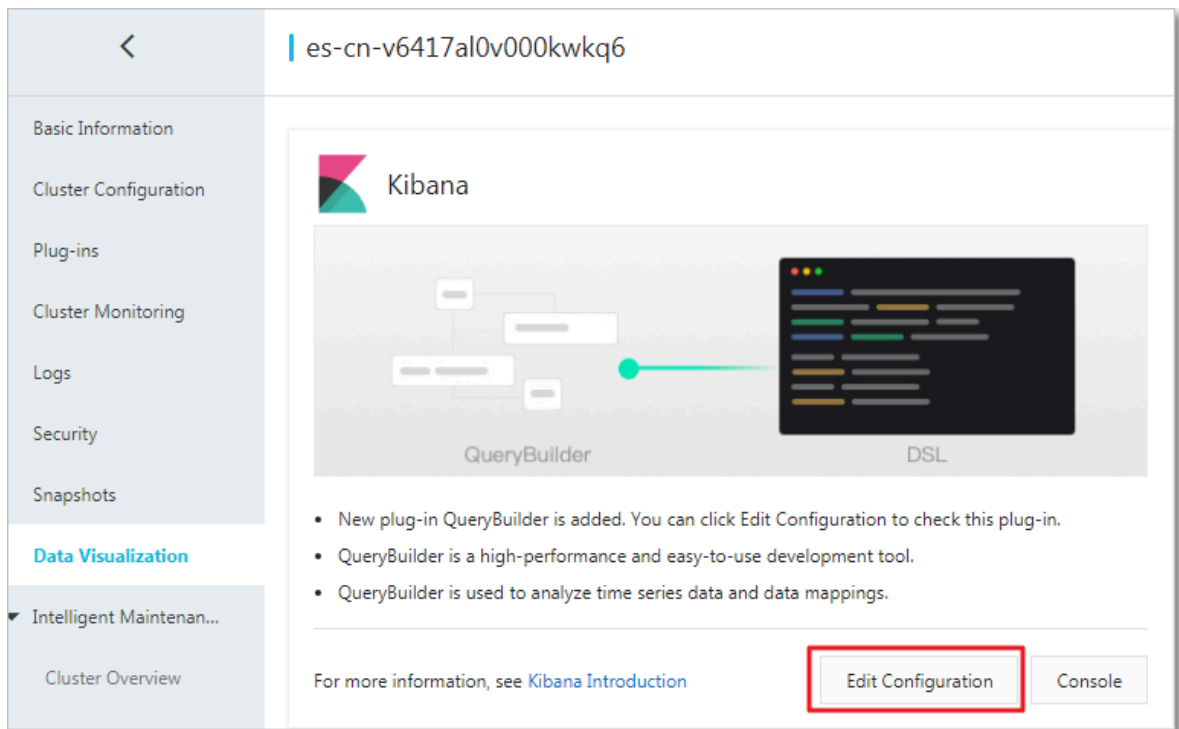 es-cn-v6417al0v000kwkq6
Basic Information
Cluster Configuration
Plug-ins
Cluster Monitoring
Logs
Security
Snapshots
Data Visualization
Intelligent Maintenan...
Cluster Overview
Kibana
QueryBuilder
DSL
• New plug-in QueryBuilder is added. You can click Edit Configuration to check this plug-in.
• QueryBuilder is a high-performance and easy-to-use development tool.
• QueryBuilder is used to analyze time series data and data mappings.
For more information, see Kibana Introduction
Edit Configuration
Console